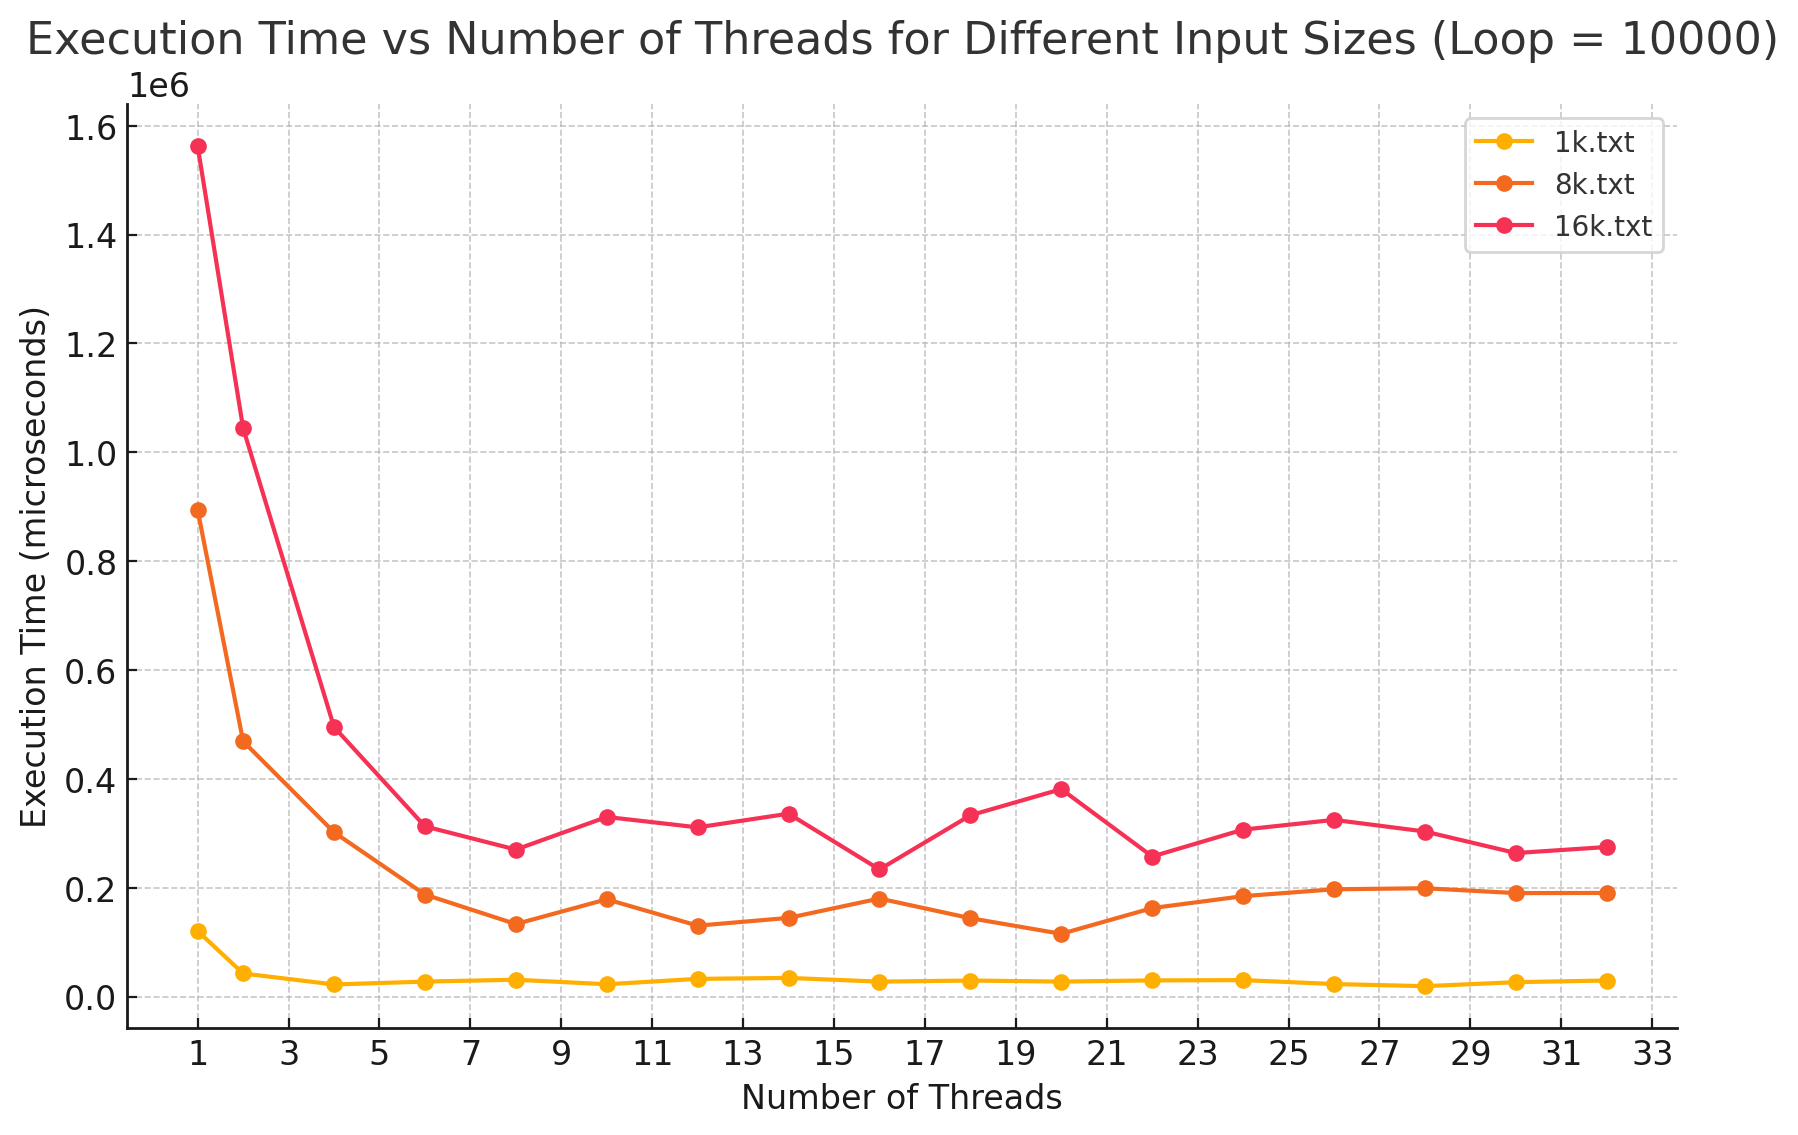 Execution Time vs Number of Threads for Different Input Sizes (Loop = 10000)
1e6
1.6
1.4
1.2
1.0
0.8
0.6
0.4
0.2
0.0
Execution Time (microseconds)
1k.txt
8k.txt
16k.txt
1 3 5 7 9 11 13 15 17 19 21 23 25 27 29 31 33
Number of Threads